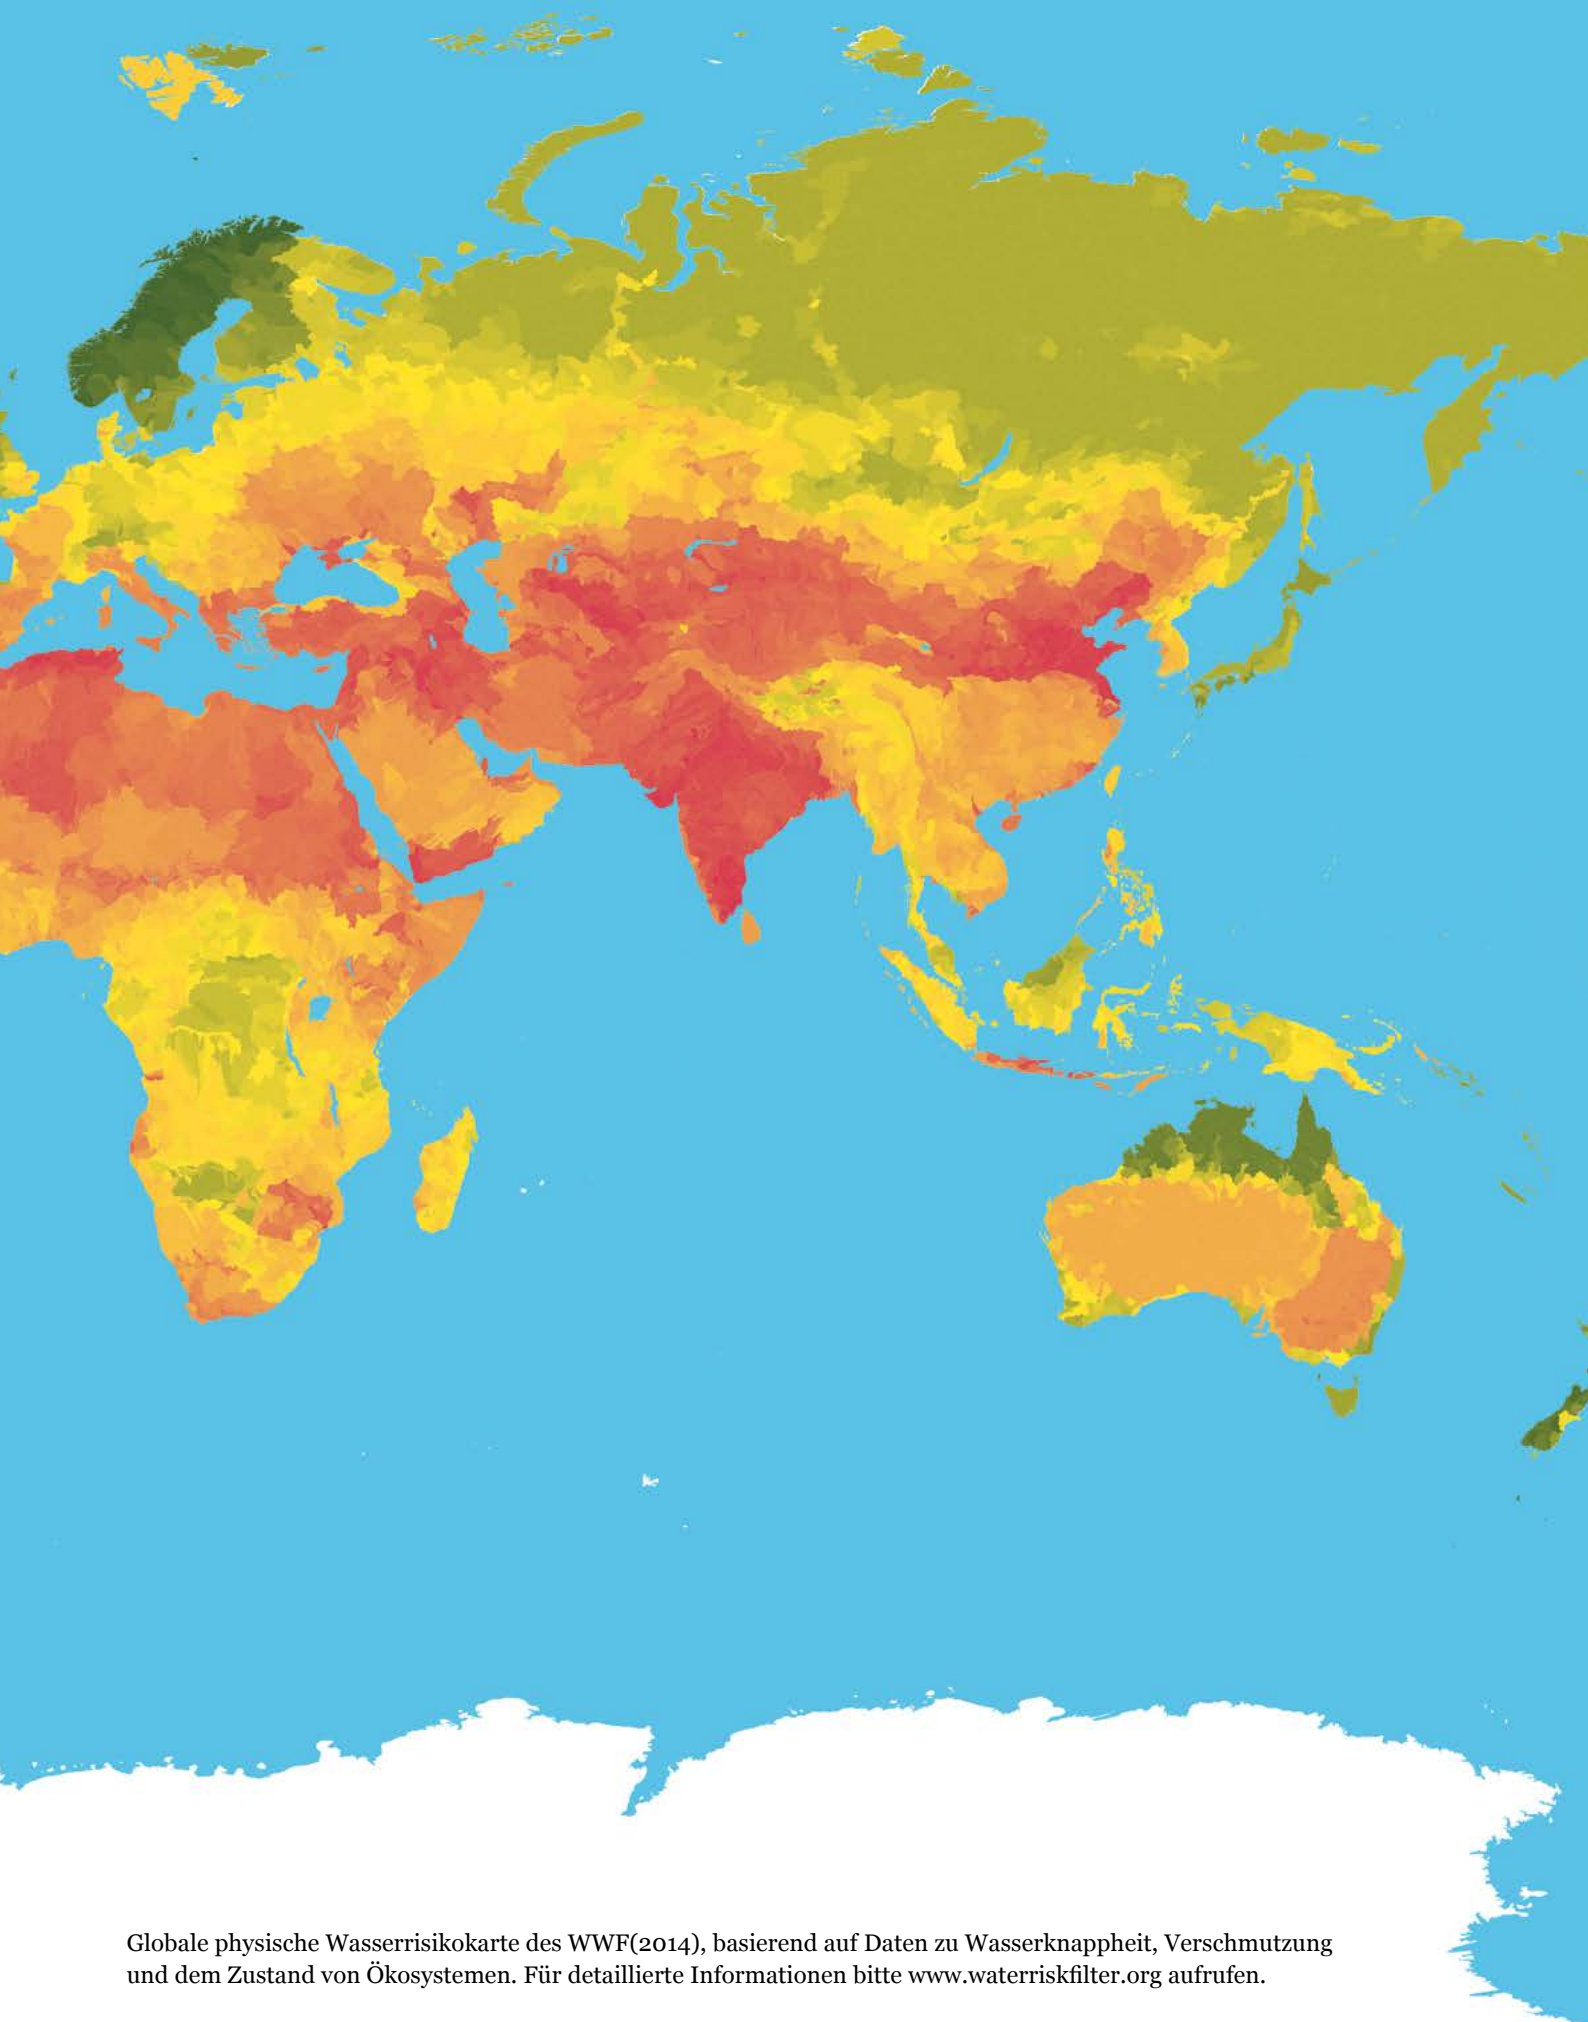 Globale physische Wasserrisikokarte des WWF(2014), basierend auf Daten zu Wasserknappheit, Verschmutzung
und dem Zustand von Ökosystemen. Für detaillierte Informationen bitte www.waterriskfilter.org aufrufen.